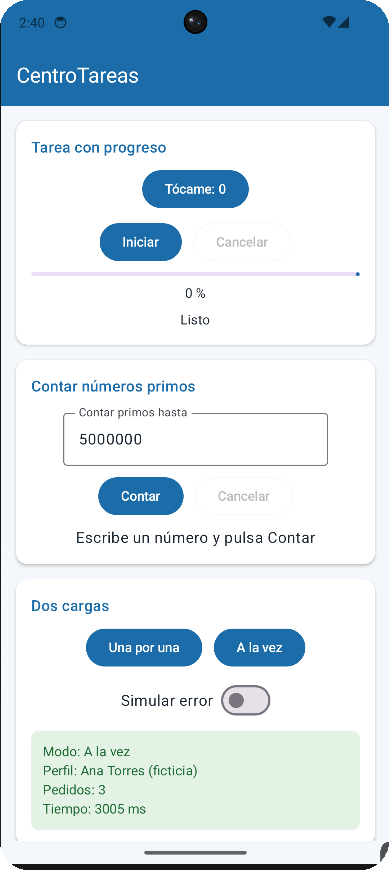 2:40
CentroTareas
Tarea con progreso
Tócame: 0
Iniciar Cancelar
0 %
Listo
Contar números primos
Contar primos hasta
5000000
Contar Cancelar
Escribe un número y pulsa Contar
Dos cargas
Una por una A la vez
Simular error
Modo: A la vez
Perfil: Ana Torres (ficticia)
Pedidos: 3
Tiempo: 3005 ms